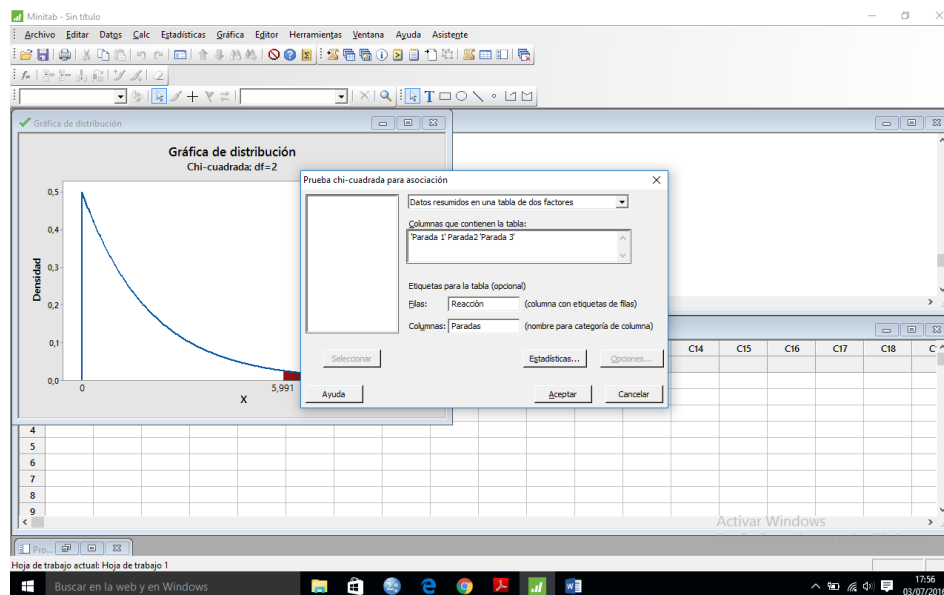 Minitab - Sin título
Archivo Editar Datos Calc Estadísticas Gráfica Editor Herramientas Ventana Ayuda Asistente
Gráfica de distribución
Gráfica de distribución
Chi-cuadrada; df=2
0,5
0,4
0,3
0,2
0,1
0,0
Densidad
0
5,991
X
Prueba chi-cuadrada para asociación
Datos resumidos en una tabla de dos factores
Columnas que contienen la tabla:
'Parada 1' Parada2 'Parada 3'
Etiquetas para la tabla (opcional)
Filas: Reacción (columna con etiquetas de filas)
Columnas: Paradas (nombre para categoría de columna)
Seleccionar
Estadísticas...
Opciones...
Ayuda
Aceptar
Cancelar
C14 C15 C16 C17 C18
4
5
6
7
8
9
Activar Windows
Pro...
Hoja de trabajo actual: Hoja de trabajo 1
Buscar en la web y en Windows
17:56
03/07/2016